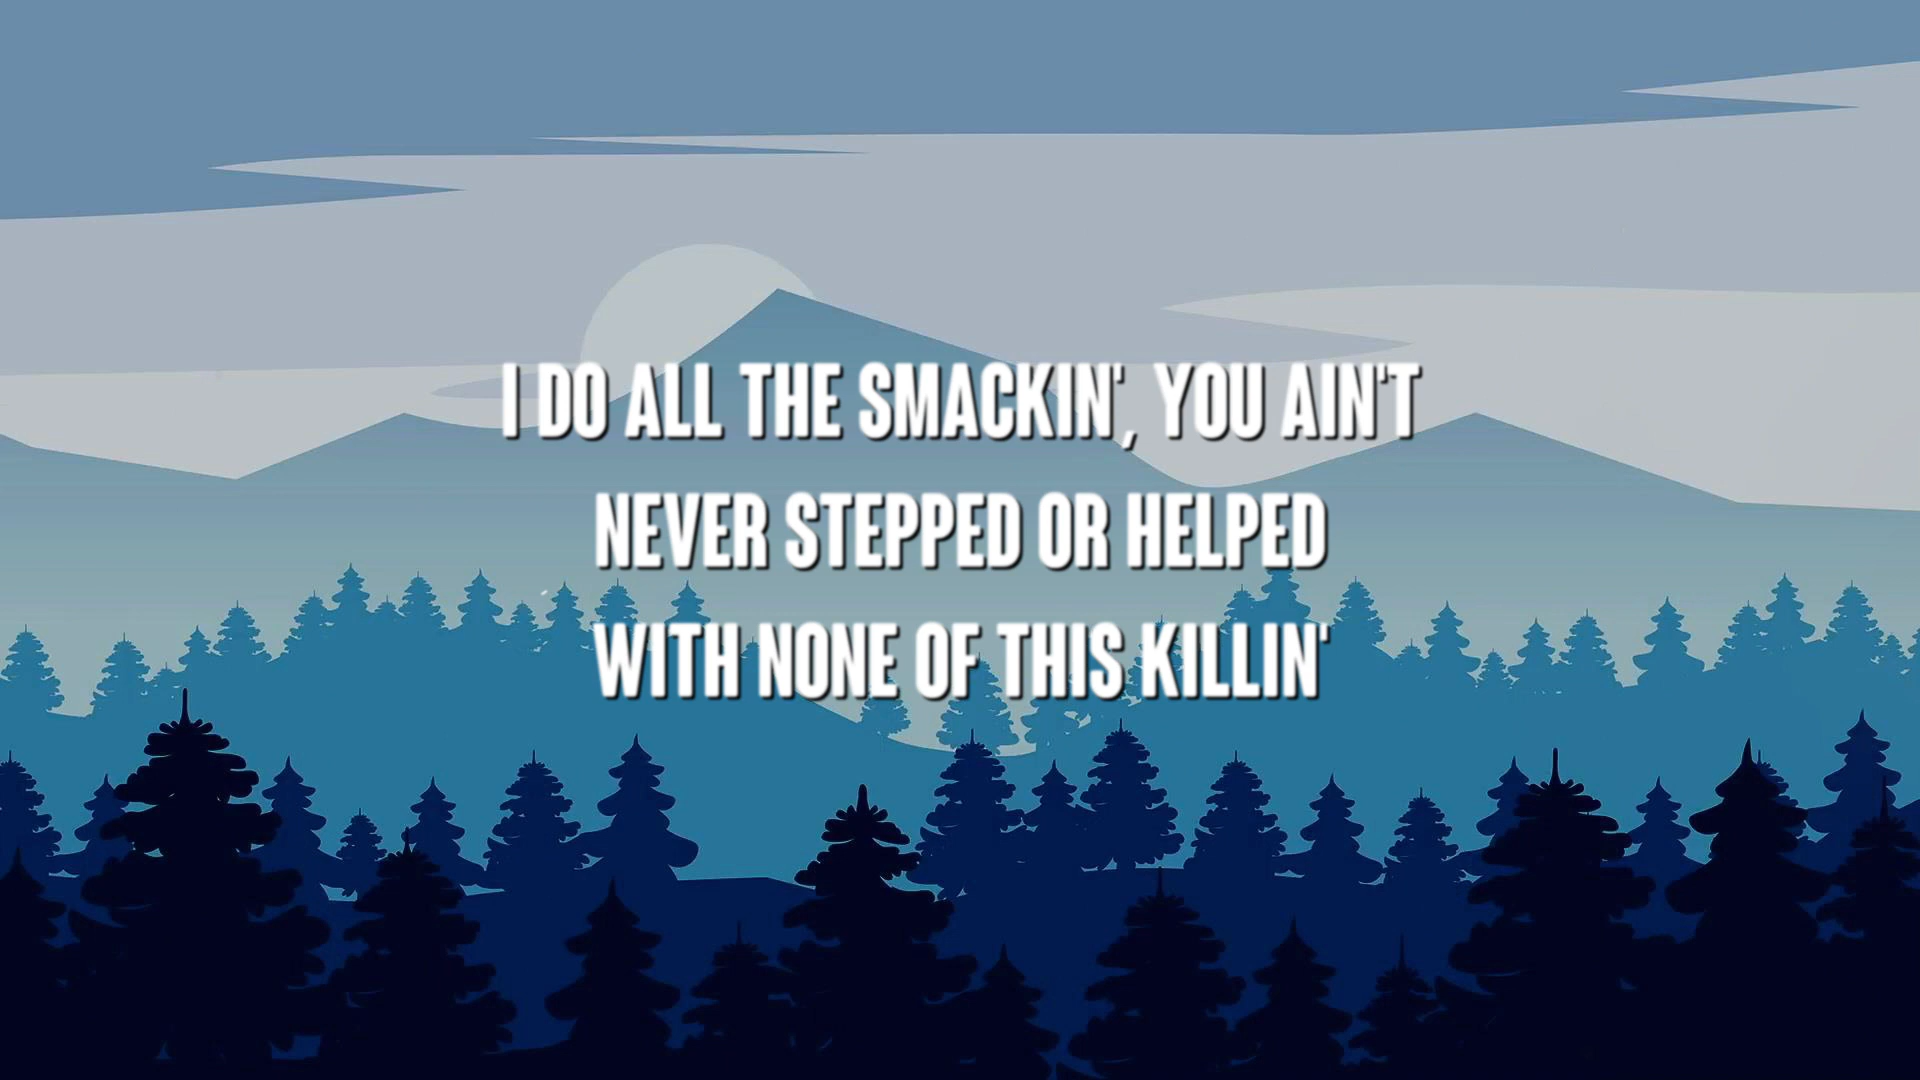 I DO ALL THE SMACKIN', YOU AIN'T
NEVER STEPPED OR HELPED
WITH NONE OF THIS KILLIN'